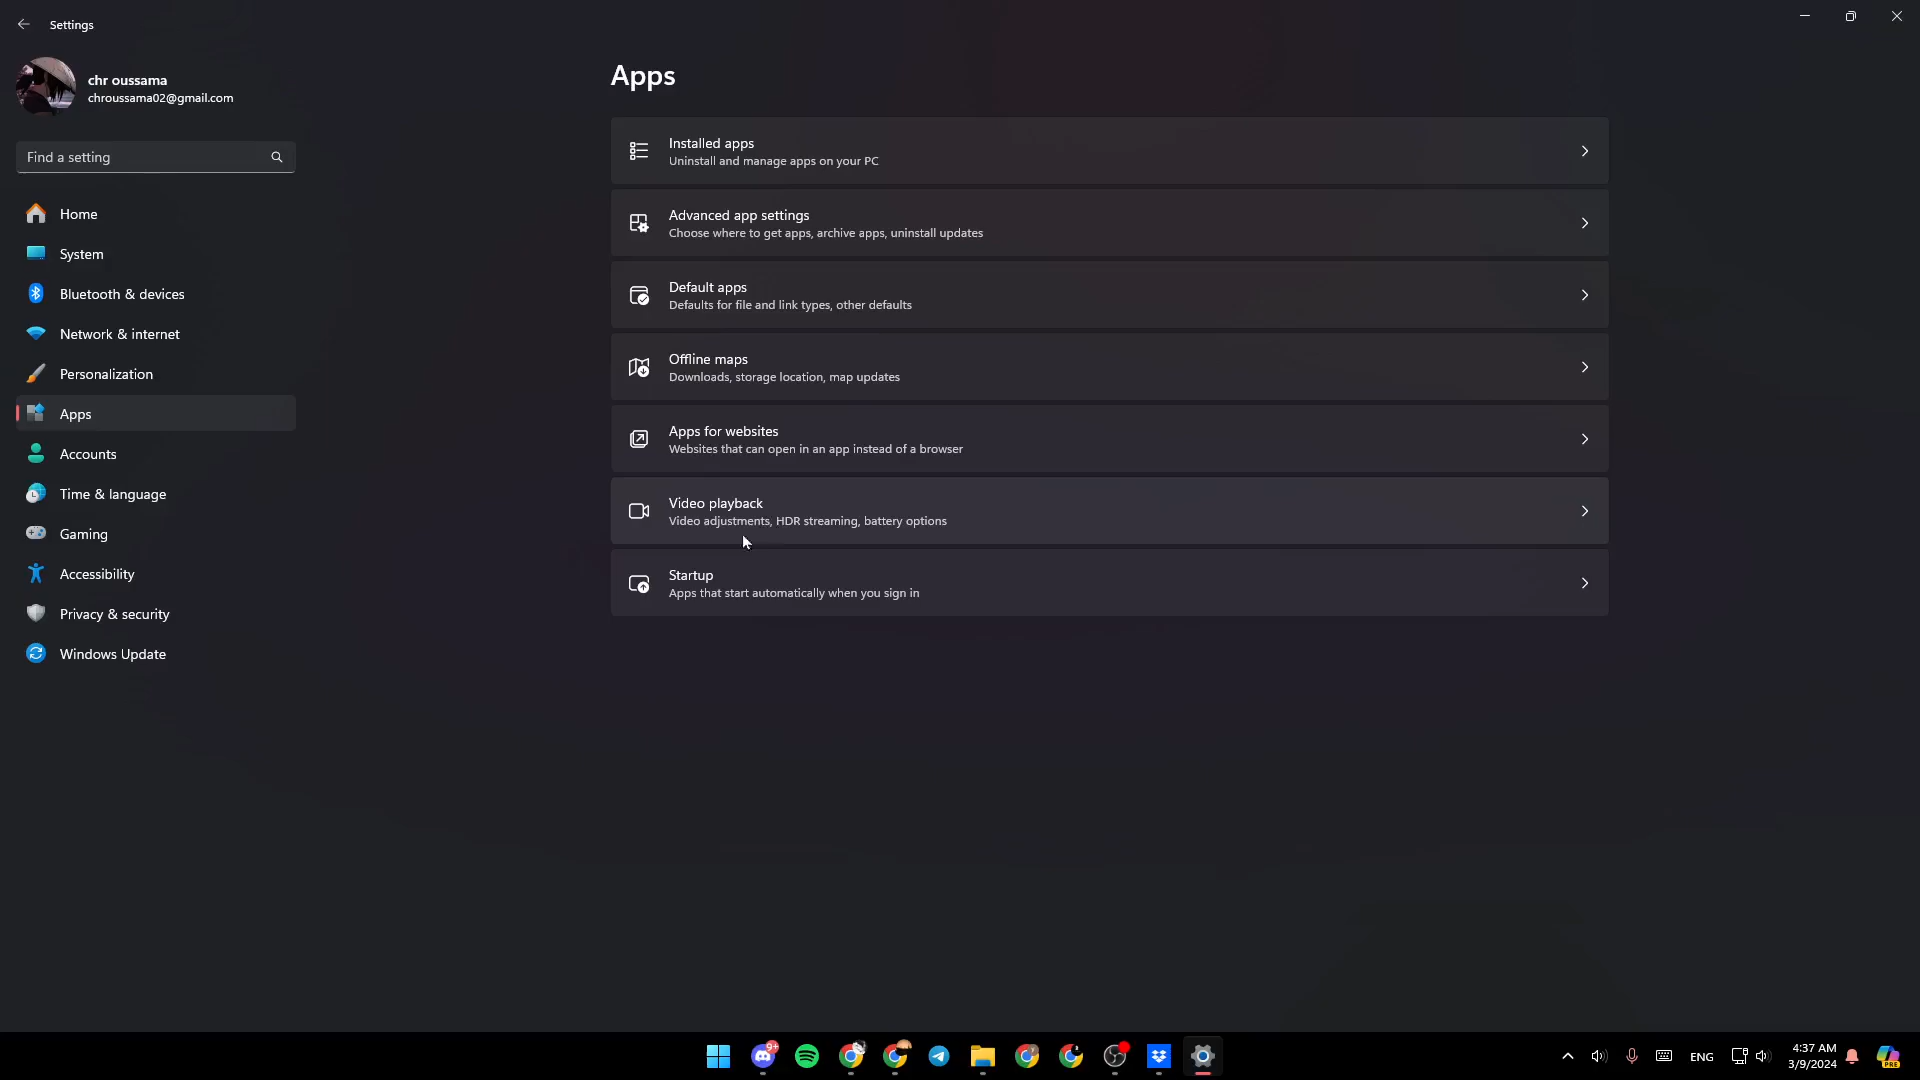 Settings
chr oussama
chroussama02@gmail.com
Find a setting
Home
System
Bluetooth & devices
Network & internet
Personalization
Apps
Accounts
Time & language
Gaming
Accessibility
Privacy & security
Windows Update
Apps
Installed apps
Uninstall and manage apps on your PC
Advanced app settings
Choose where to get apps, archive apps, uninstall updates
Default apps
Defaults for file and link types, other defaults
Offline maps
Downloads, storage location, map updates
Apps for websites
Websites that can open in an app instead of a browser
Video playback
Video adjustments, HDR streaming, battery options
Startup
Apps that start automatically when you sign in
9+
ENG
4:37 AM
3/9/2024
PRE